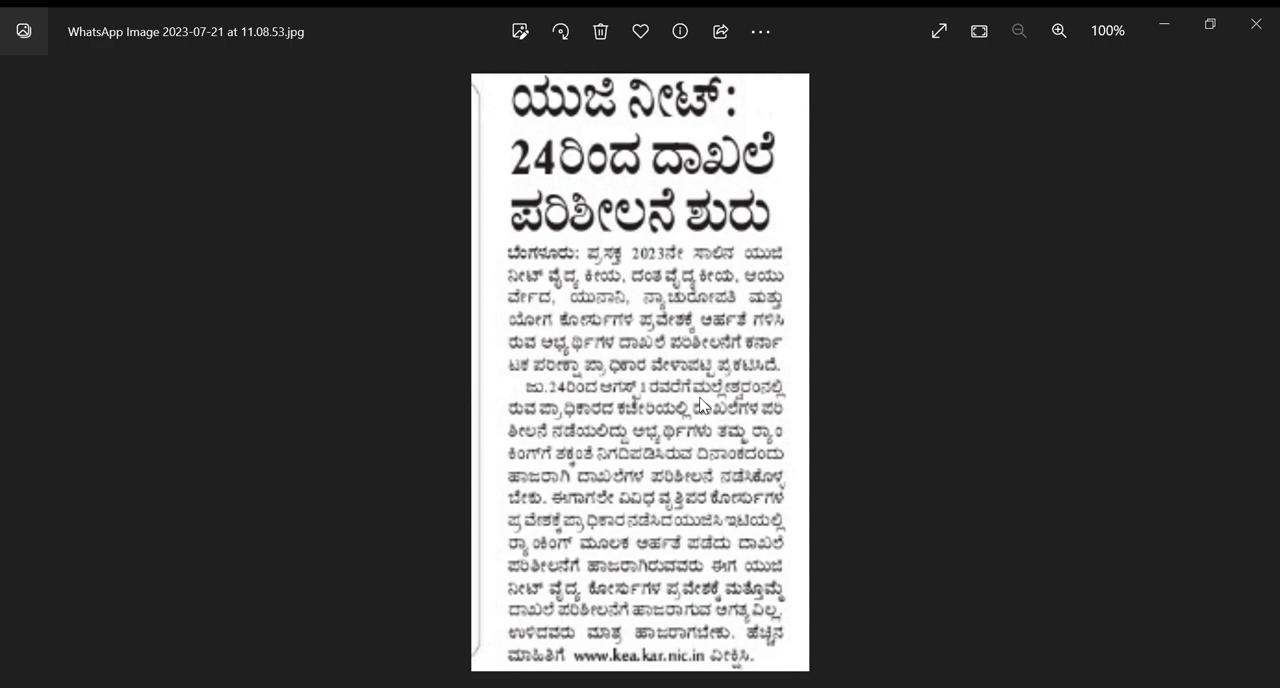 WhatsApp Image 2023-07-21 at 11.08.53.jpg
100%
ಯುಜಿ ನೀಟ್:
24ರಿಂದ ದಾಖಲೆ
ಪರಿಶೀಲನೆ ಶುರು
ಬೆಂಗಳೂರು: ಪ್ರಸಕ್ತ 2023ನೇ ಸಾಲಿನ ಯುಜಿ
ನೀಟ್ ವೈದ್ಯಕೀಯ, ದಂತವೈದ್ಯಕೀಯ, ಆಯು
ರ್ವೇದ, ಯುನಾನಿ, ನ್ಯಾಚುರೋಪತಿ ಮತ್ತು
ಯೋಗ ಕೋರ್ಸುಗಳ ಪ್ರವೇಶಕ್ಕೆ ಅರ್ಹತೆ ಗಳಿಸಿ
ರುವ ಅಭ್ಯರ್ಥಿಗಳ ದಾಖಲೆ ಪರಿಶೀಲನೆಗೆ ಕರ್ನಾ
ಟಕ ಪರೀಕ್ಷಾ ಪ್ರಾಧಿಕಾರ ವೇಳಾಪಟ್ಟಿ ಪ್ರಕಟಿಸಿದೆ.
ಜು.24ರಿಂದ ಆಗಸ್ಟ್ 1ರವರೆಗೆ ಮಲ್ಲೇಶ್ವರಂನಲ್ಲಿ
ರುವ ಪ್ರಾಧಿಕಾರದ ಕಚೇರಿಯಲ್ಲಿ ದಾಖಲೆಗಳ ಪರಿ
ಶೀಲನೆ ನಡೆಯಲಿದ್ದು ಅಭ್ಯರ್ಥಿಗಳು ತಮ್ಮ ರ‍್ಯಾಂ
ಕಿಂಗ್‌ಗೆ ತಕ್ಕಂತೆ ನಿಗದಿಪಡಿಸಿರುವ ದಿನಾಂಕದಂದು
ಹಾಜರಾಗಿ ದಾಖಲೆಗಳ ಪರಿಶೀಲನೆ ನಡೆಸಿಕೊಳ್ಳ
ಬೇಕು. ಈಗಾಗಲೇ ವಿವಿಧ ವೃತ್ತಿಪರ ಕೋರ್ಸುಗಳ
ಪ್ರವೇಶಕ್ಕೆ ಪ್ರಾಧಿಕಾರ ನಡೆಸಿದ ಯುಜಿಸಿಇಟಿಯಲ್ಲಿ
ರ‍್ಯಾಂಕಿಂಗ್ ಮೂಲಕ ಅರ್ಹತೆ ಪಡೆದು ದಾಖಲೆ
ಪರಿಶೀಲನೆಗೆ ಹಾಜರಾಗಿರುವವರು ಈಗ ಯುಜಿ
ನೀಟ್ ವೈದ್ಯ ಕೋರ್ಸುಗಳ ಪ್ರವೇಶಕ್ಕೆ ಮತ್ತೊಮ್ಮೆ
ದಾಖಲೆ ಪರಿಶೀಲನೆಗೆ ಹಾಜರಾಗುವ ಅಗತ್ಯವಿಲ್ಲ.
ಉಳಿದವರು ಮಾತ್ರ ಹಾಜರಾಗಬೇಕು. ಹೆಚ್ಚಿನ
ಮಾಹಿತಿಗೆ www.kea.kar.nic.in ವೀಕ್ಷಿಸಿ.